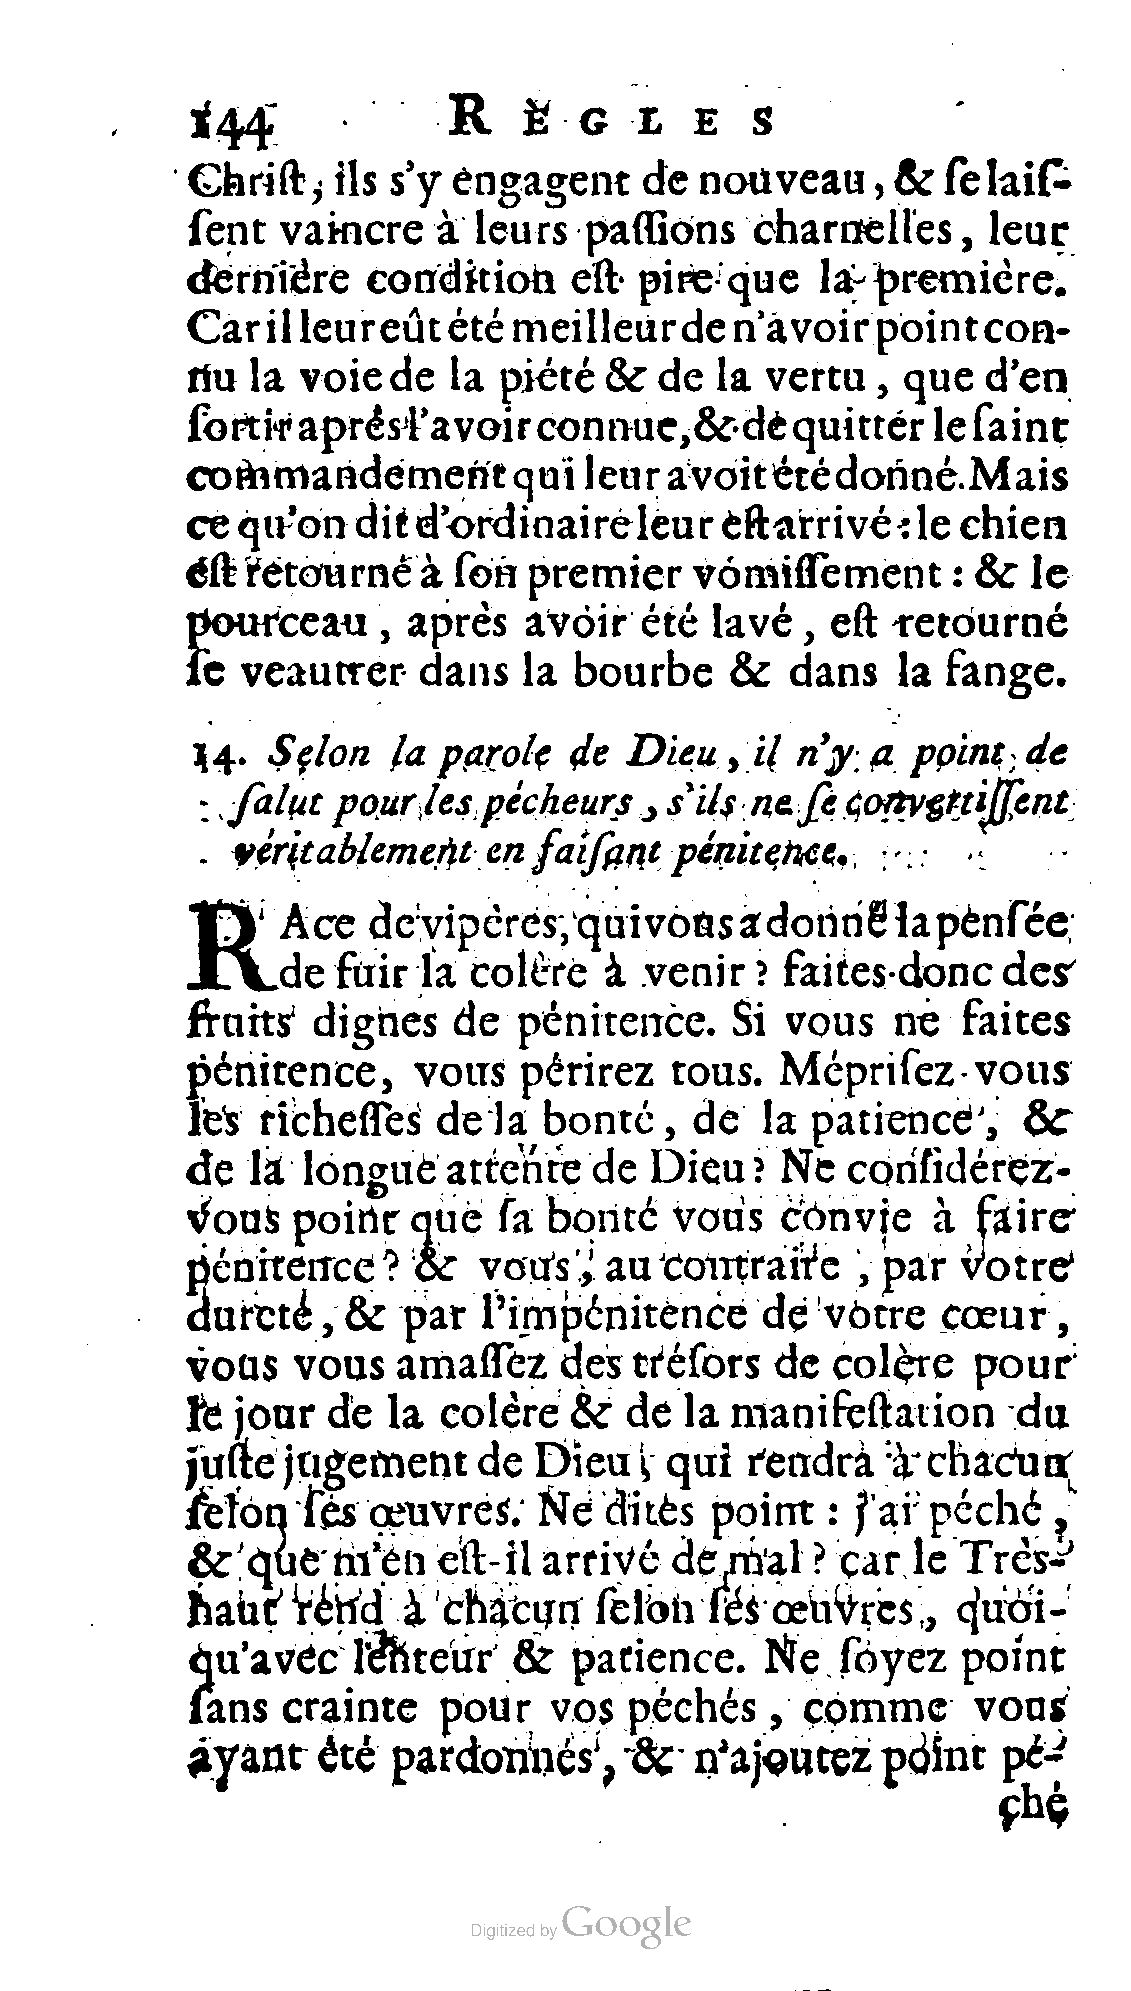 144 RÈGLES
Chriſt, ils s'y engagent de nouveau, & ſe laiſ-
ſent vaincre à leurs paſſions charnelles, leur
dernière condition eſt pire que la première.
Car il leur eût été meilleur de n'avoir point con-
nu la voie de la piété & de la vertu, que d'en
ſortir aprés l'avoir connue, & de quittér le ſaint
commandement qui leur avoit été donné. Mais
ce qu'on dit d'ordinaire leur eſt arrivé : le chien
eſt retourné à ſon premier vómiſſement : & le
pourceau, après avoir été lavé, eſt retourné
ſe veautrer dans la bourbe & dans la fange.
14. Selon la parole de Dieu, il n'y a point de
ſalut pour les pécheurs, s'ils ne ſe convertiſſent
véritablement en faiſant pénitence.
RAce de vipères, qui vous a donné la penſée
de fuir la colère à venir ? faites donc des
fruits dignes de pénitence. Si vous ne faites
pénitence, vous périrez tous. Mépriſez-vous
les richeſſes de la bonté, de la patience, &
de la longue attente de Dieu ? Ne conſidérez-
vous point que ſa bonté vous convie à faire
pénitence ? & vous, au contraire, par votre
dureté, & par l'impénitence de votre cœur,
vous vous amaſſez des tréſors de colère pour
le jour de la colère & de la manifeſtation du
juſte jugement de Dieu ; qui rendra à chacun
ſelon ſes œuvres. Ne dites point : j'ai péché,
& que m'en eſt-il arrivé de mal ? car le Très-
haut rend à chacun ſelon ſes œuvres, quoi-
qu'avec lenteur & patience. Ne ſoyez point
ſans crainte pour vos péchés, comme vous
ayant été pardonnés, & n'ajoutez point pé-
ché
Digitized by Google